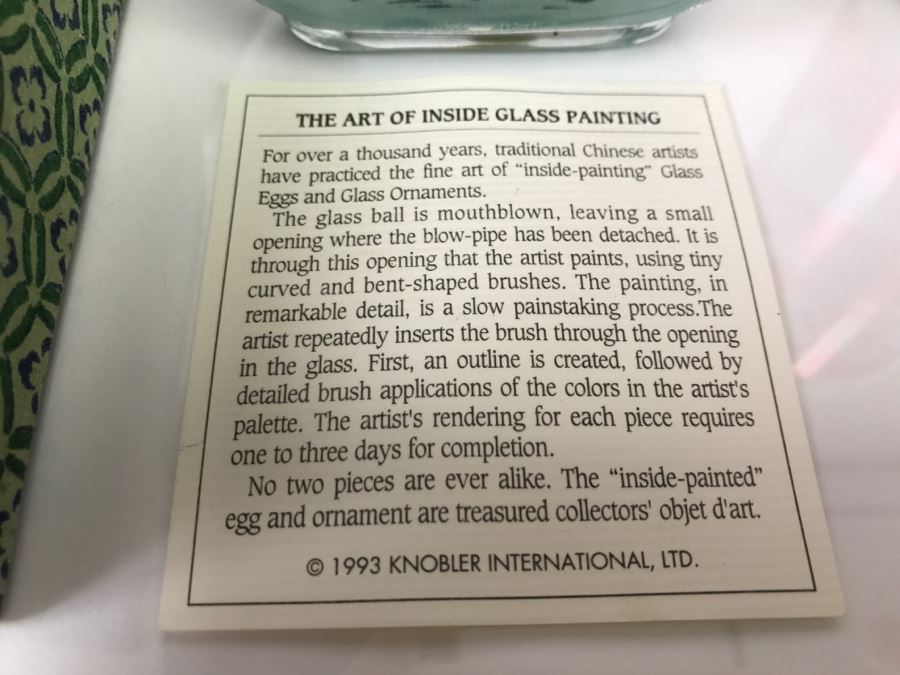 THE ART OF INSIDE GLASS PAINTING
For over a thousand years, traditional Chinese artists
have practiced the fine art of “inside-painting” Glass
Eggs and Glass Ornaments.
The glass ball is mouthblown, leaving a small
opening where the blow-pipe has been detached. It is
through this opening that the artist paints, using tiny
curved and bent-shaped brushes. The painting, in
remarkable detail, is a slow painstaking process.The
artist repeatedly inserts the brush through the opening
in the glass. First, an outline is created, followed by
detailed brush applications of the colors in the artist's
palette. The artist's rendering for each piece requires
one to three days for completion.
No two pieces are ever alike. The “inside-painted”
egg and ornament are treasured collectors' objet d'art.
© 1993 KNOBLER INTERNATIONAL, LTD.